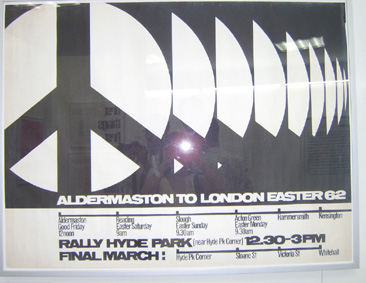 ALDERMASTON TO LONDON EASTER 62
Aldermaston Reading Slough Acton Green Hammersmith Kensington
Good Friday Easter Saturday Easter Sunday Easter Monday
12noon 9am 9.30am 9.30am
RALLY HYDE PARK (near Hyde Pk Corner) 12.30-3PM
FINAL MARCH: Hyde Pk Corner Sloane St Victoria St Whitehall